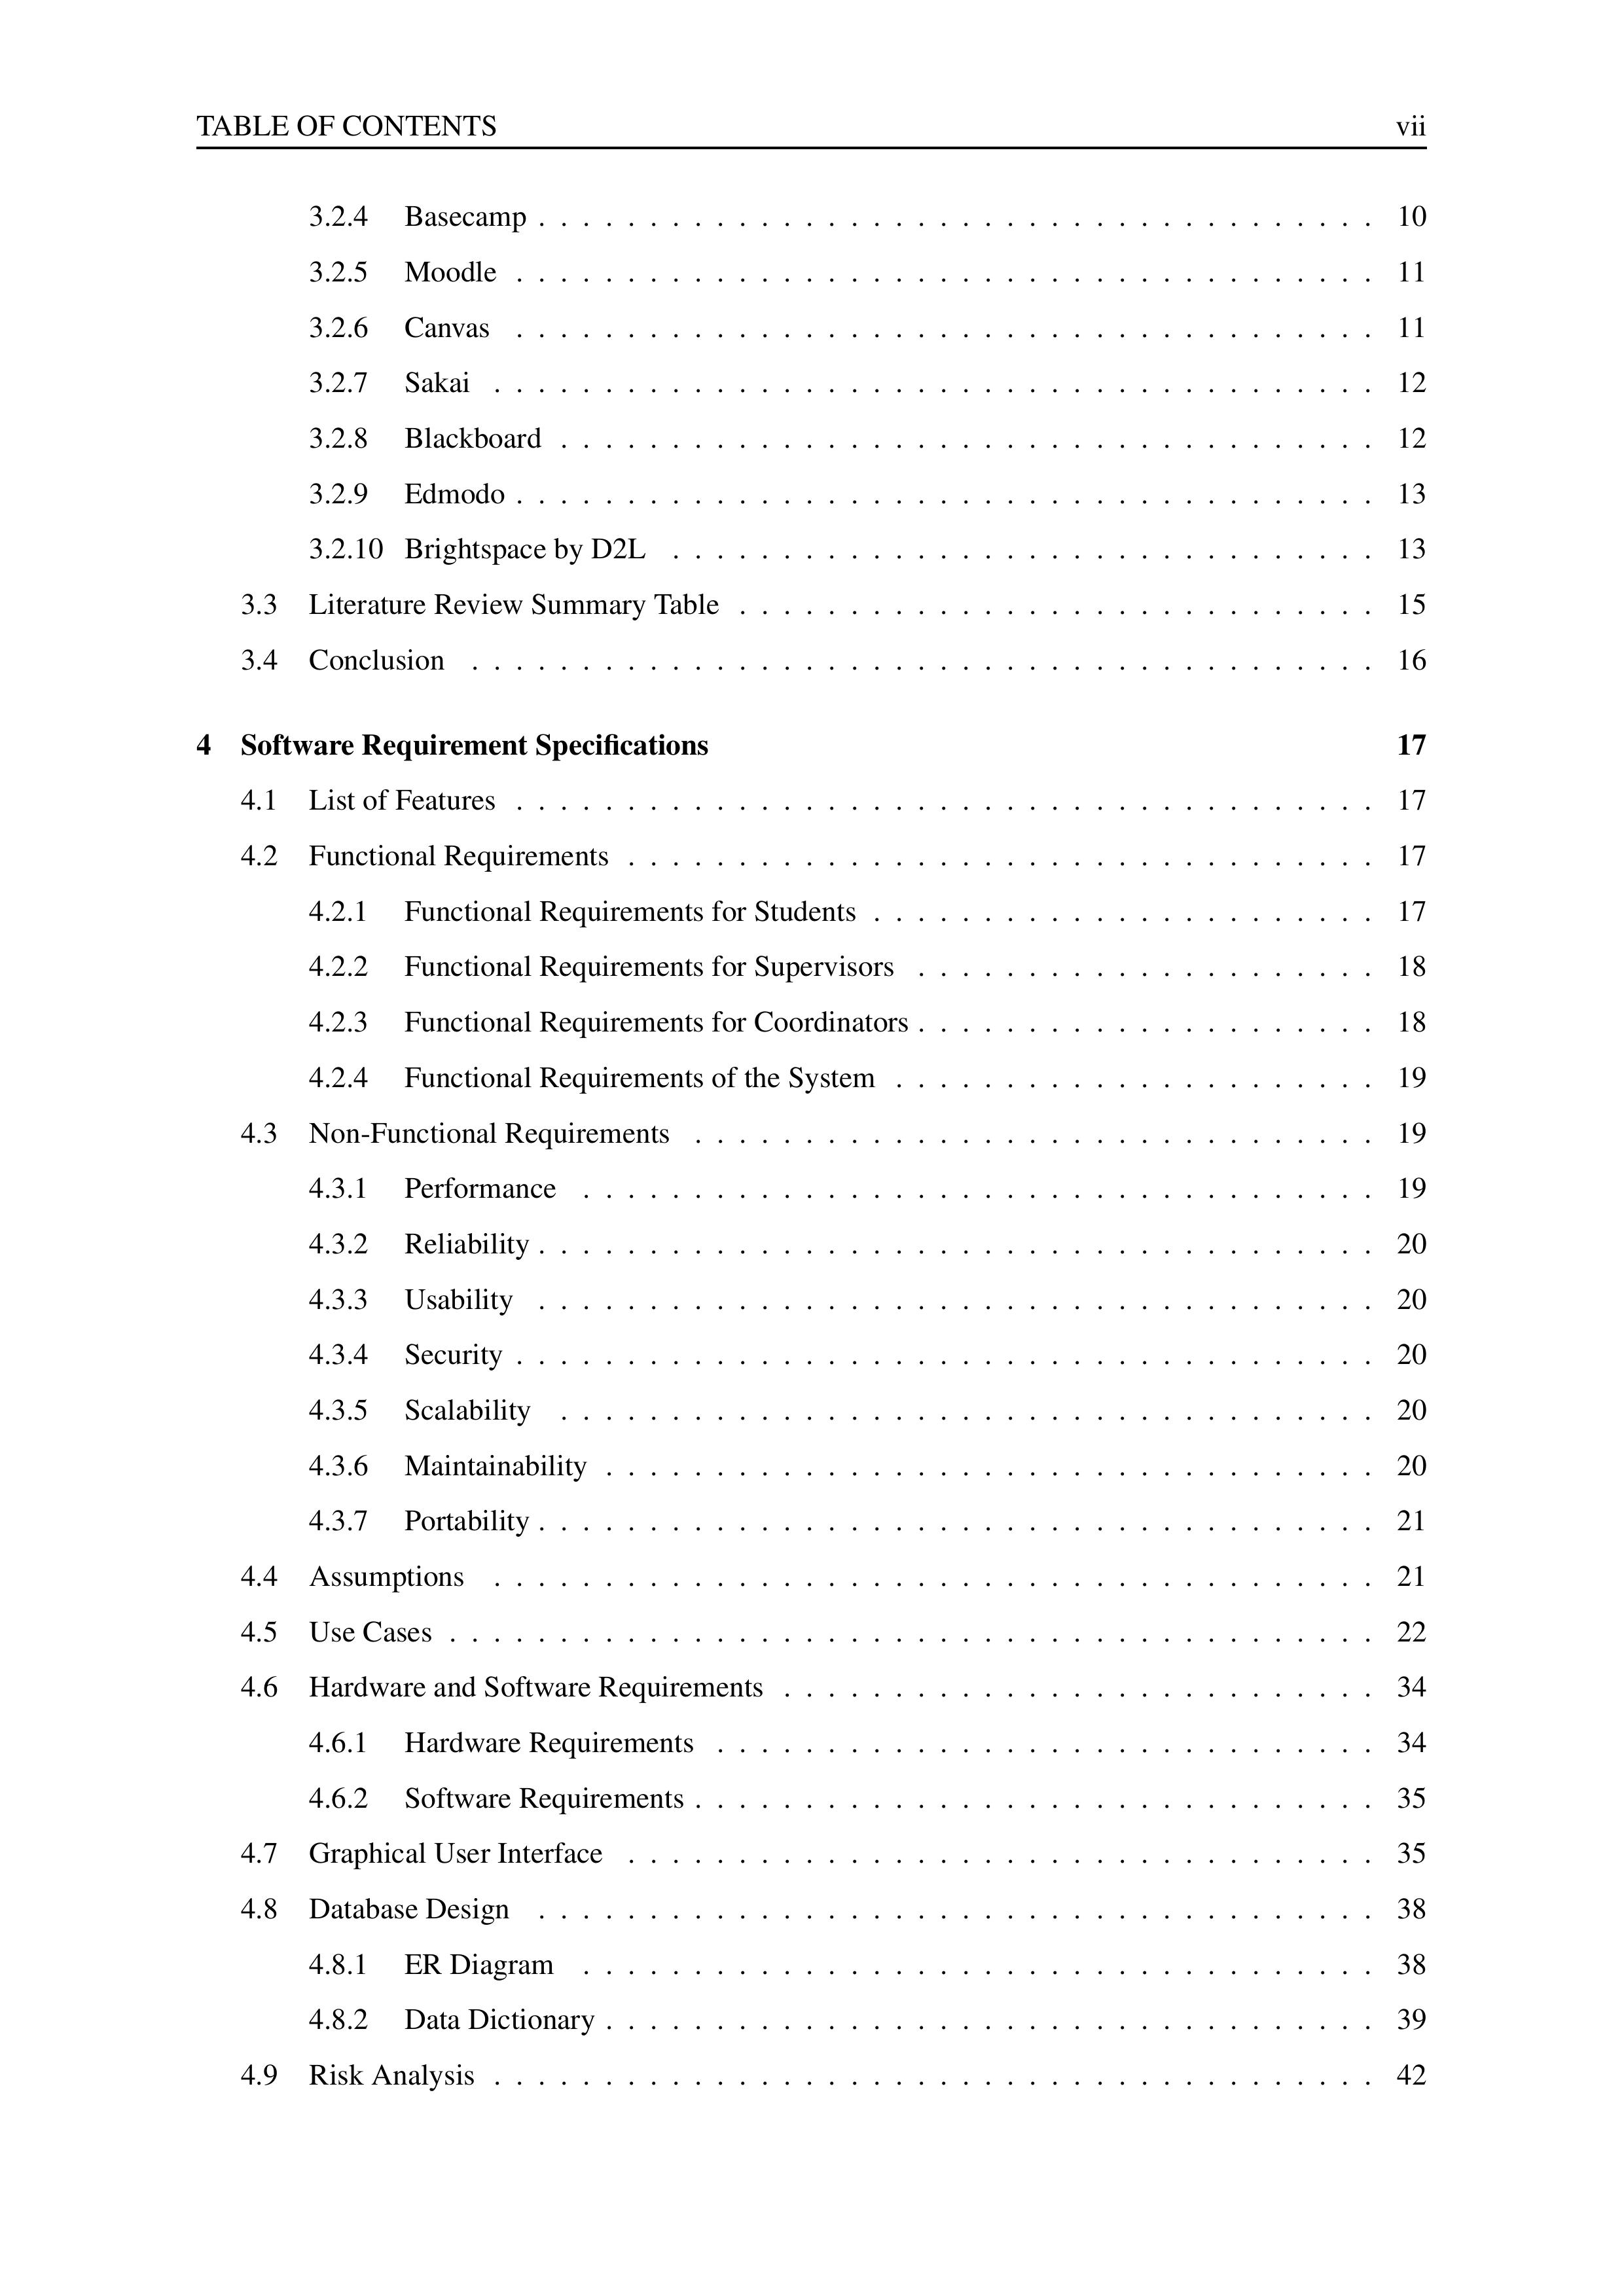 TABLE OF CONTENTS vii
3.2.4 Basecamp . . . . . . . . . . . . . . . . . . . . . . . . . . . . . . . . . . . . . . 10
3.2.5 Moodle . . . . . . . . . . . . . . . . . . . . . . . . . . . . . . . . . . . . . . . 11
3.2.6 Canvas . . . . . . . . . . . . . . . . . . . . . . . . . . . . . . . . . . . . . . . 11
3.2.7 Sakai . . . . . . . . . . . . . . . . . . . . . . . . . . . . . . . . . . . . . . . . 12
3.2.8 Blackboard . . . . . . . . . . . . . . . . . . . . . . . . . . . . . . . . . . . . . 12
3.2.9 Edmodo . . . . . . . . . . . . . . . . . . . . . . . . . . . . . . . . . . . . . . . 13
3.2.10 Brightspace by D2L . . . . . . . . . . . . . . . . . . . . . . . . . . . . . . . . 13
3.3 Literature Review Summary Table . . . . . . . . . . . . . . . . . . . . . . . . . . . . . 15
3.4 Conclusion . . . . . . . . . . . . . . . . . . . . . . . . . . . . . . . . . . . . . . . . . 16
4 Software Requirement Specifications 17
4.1 List of Features . . . . . . . . . . . . . . . . . . . . . . . . . . . . . . . . . . . . . . . 17
4.2 Functional Requirements . . . . . . . . . . . . . . . . . . . . . . . . . . . . . . . . . . 17
4.2.1 Functional Requirements for Students . . . . . . . . . . . . . . . . . . . . . . . 17
4.2.2 Functional Requirements for Supervisors . . . . . . . . . . . . . . . . . . . . . 18
4.2.3 Functional Requirements for Coordinators . . . . . . . . . . . . . . . . . . . . . 18
4.2.4 Functional Requirements of the System . . . . . . . . . . . . . . . . . . . . . . 19
4.3 Non-Functional Requirements . . . . . . . . . . . . . . . . . . . . . . . . . . . . . . . 19
4.3.1 Performance . . . . . . . . . . . . . . . . . . . . . . . . . . . . . . . . . . . . 19
4.3.2 Reliability . . . . . . . . . . . . . . . . . . . . . . . . . . . . . . . . . . . . . . 20
4.3.3 Usability . . . . . . . . . . . . . . . . . . . . . . . . . . . . . . . . . . . . . . 20
4.3.4 Security . . . . . . . . . . . . . . . . . . . . . . . . . . . . . . . . . . . . . . . 20
4.3.5 Scalability . . . . . . . . . . . . . . . . . . . . . . . . . . . . . . . . . . . . . 20
4.3.6 Maintainability . . . . . . . . . . . . . . . . . . . . . . . . . . . . . . . . . . . 20
4.3.7 Portability . . . . . . . . . . . . . . . . . . . . . . . . . . . . . . . . . . . . . . 21
4.4 Assumptions . . . . . . . . . . . . . . . . . . . . . . . . . . . . . . . . . . . . . . . . 21
4.5 Use Cases . . . . . . . . . . . . . . . . . . . . . . . . . . . . . . . . . . . . . . . . . . 22
4.6 Hardware and Software Requirements . . . . . . . . . . . . . . . . . . . . . . . . . . . 34
4.6.1 Hardware Requirements . . . . . . . . . . . . . . . . . . . . . . . . . . . . . . 34
4.6.2 Software Requirements . . . . . . . . . . . . . . . . . . . . . . . . . . . . . . . 35
4.7 Graphical User Interface . . . . . . . . . . . . . . . . . . . . . . . . . . . . . . . . . . 35
4.8 Database Design . . . . . . . . . . . . . . . . . . . . . . . . . . . . . . . . . . . . . . 38
4.8.1 ER Diagram . . . . . . . . . . . . . . . . . . . . . . . . . . . . . . . . . . . . 38
4.8.2 Data Dictionary . . . . . . . . . . . . . . . . . . . . . . . . . . . . . . . . . . . 39
4.9 Risk Analysis . . . . . . . . . . . . . . . . . . . . . . . . . . . . . . . . . . . . . . . . 42